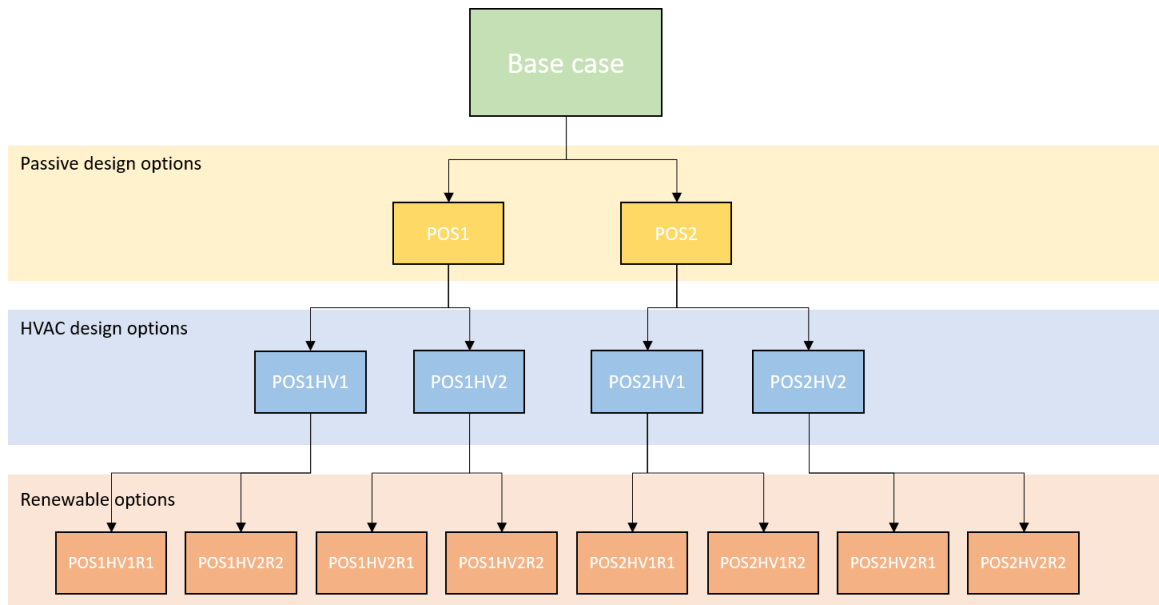 Base case
Passive design options
POS1
POS2
HVAC design options
POS1HV1
POS1HV2
POS2HV1
POS2HV2
Renewable options
POS1HV1R1
POS1HV2R2
POS1HV2R1
POS1HV2R2
POS2HV1R1
POS2HV1R2
POS2HV2R1
POS2HV2R2